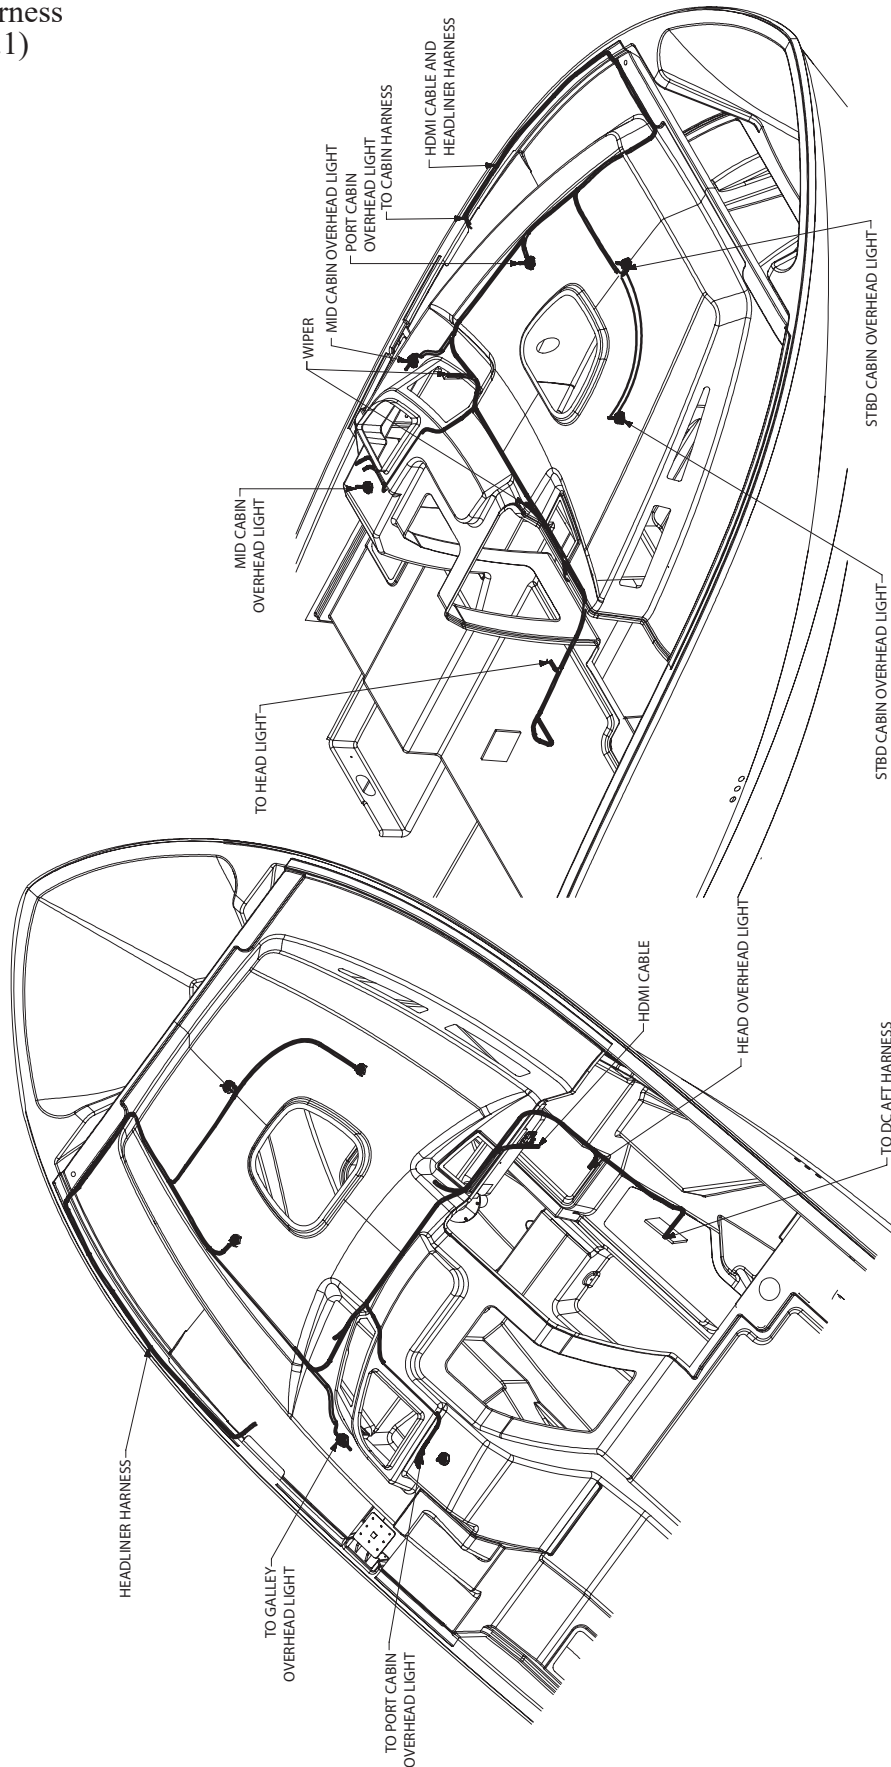 rness
1)
HDMI CABLE AND
HEADLINER HARNESS
TO CABIN HARNESS
PORT CABIN
OVERHEAD LIGHT
MID CABIN OVERHEAD LIGHT
WIPER
MID CABIN
OVERHEAD LIGHT
TO HEAD LIGHT
STBD CABIN OVERHEAD LIGHT
STBD CABIN OVERHEAD LIGHT
HDMI CABLE
HEAD OVERHEAD LIGHT
TO DC AFT HARNESS
HEADLINER HARNESS
TO GALLEY
OVERHEAD LIGHT
TO PORT CABIN
OVERHEAD LIGHT